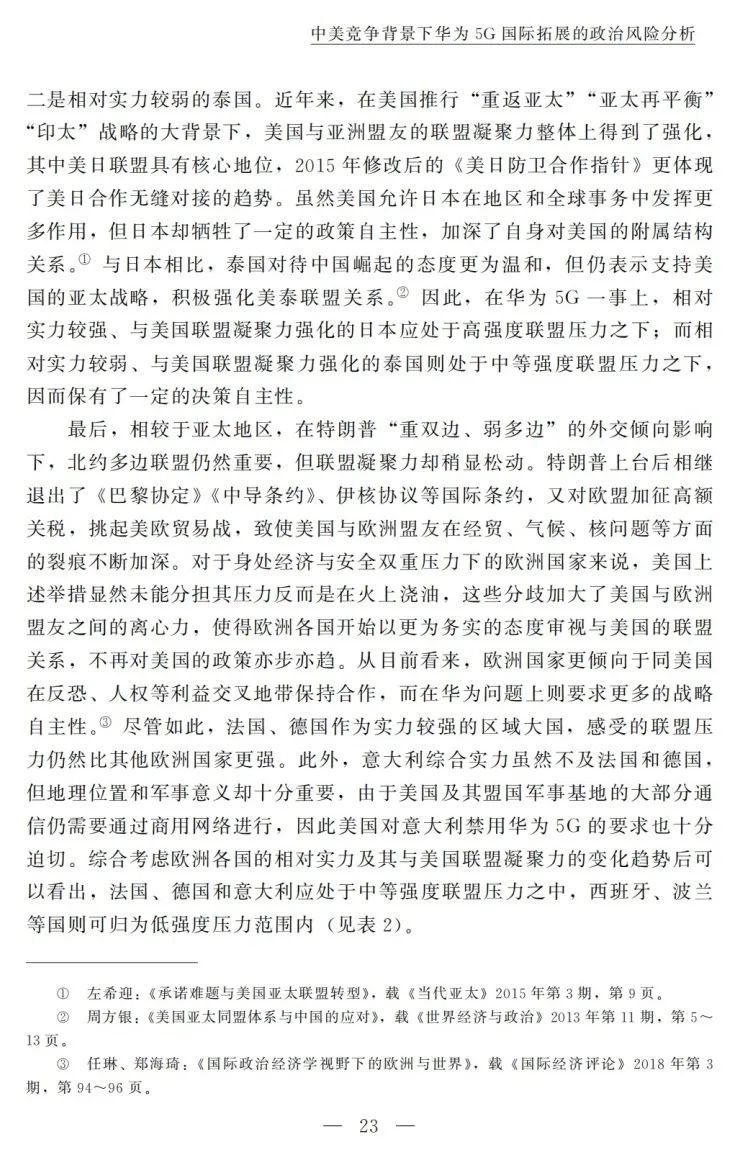 中美竞争背景下华为 5G 国际拓展的政治风险分析
二是相对实力较弱的泰国。近年来，在美国推行“重返亚太”“亚太再平衡”
“印太”战略的大背景下，美国与亚洲盟友的联盟凝聚力整体上得到了强化，
其中美日联盟具有核心地位，2015 年修改后的《美日防卫合作指针》更体现
了美日合作无缝对接的趋势。虽然美国允许日本在地区和全球事务中发挥更
多作用，但日本却牺牲了一定的政策自主性，加深了自身对美国的附属结构
关系。① 与日本相比，泰国对待中国崛起的态度更为温和，但仍表示支持美
国的亚太战略，积极强化美泰联盟关系。② 因此，在华为 5G 一事上，相对
实力较强、与美国联盟凝聚力强化的日本应处于高强度联盟压力之下；而相
对实力较弱、与美国联盟凝聚力强化的泰国则处于中等强度联盟压力之下，
因而保有了一定的决策自主性。
最后，相较于亚太地区，在特朗普“重双边、弱多边”的外交倾向影响
下，北约多边联盟仍然重要，但联盟凝聚力却稍显松动。特朗普上台后相继
退出了《巴黎协定》《中导条约》、伊核协议等国际条约，又对欧盟加征高额
关税，挑起美欧贸易战，致使美国与欧洲盟友在经贸、气候、核问题等方面
的裂痕不断加深。对于身处经济与安全双重压力下的欧洲国家来说，美国上
述举措显然未能分担其压力反而是在火上浇油，这些分歧加大了美国与欧洲
盟友之间的离心力，使得欧洲各国开始以更为务实的态度审视与美国的联盟
关系，不再对美国的政策亦步亦趋。从目前看来，欧洲国家更倾向于同美国
在反恐、人权等利益交叉地带保持合作，而在华为问题上则要求更多的战略
自主性。③ 尽管如此，法国、德国作为实力较强的区域大国，感受的联盟压
力仍然比其他欧洲国家更强。此外，意大利综合实力虽然不及法国和德国，
但地理位置和军事意义却十分重要，由于美国及其盟国军事基地的大部分通
信仍需要通过商用网络进行，因此美国对意大利禁用华为 5G 的要求也十分
迫切。综合考虑欧洲各国的相对实力及其与美国联盟凝聚力的变化趋势后可
以看出，法国、德国和意大利应处于中等强度联盟压力之中，西班牙、波兰
等国则可归为低强度压力范围内（见表 2）。
① 左希迎：《承诺难题与美国亚太联盟转型》，载《当代亚太》2015 年第 3 期，第 9 页。
② 周方银：《美国亚太同盟体系与中国的应对》，载《世界经济与政治》2013 年第 11 期，第 5～
13 页。
③ 任琳、郑海琦：《国际政治经济学视野下的欧洲与世界》，载《国际经济评论》2018 年第 3
期，第 94～96 页。
— 23 —